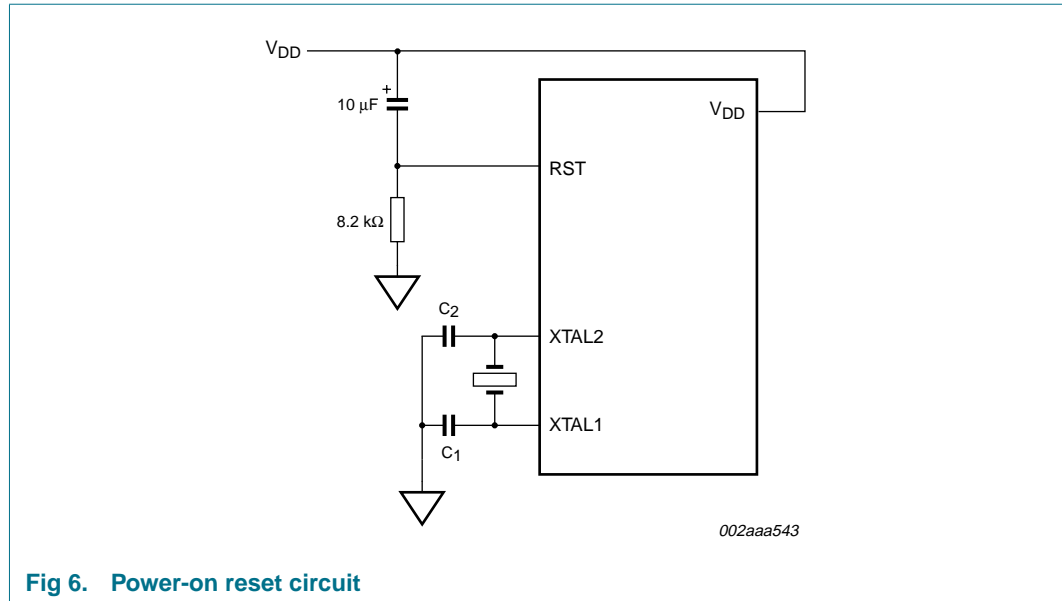 VDD
+
10 μF
VDD
RST
8.2 kΩ
C2
XTAL2
XTAL1
C1
002aaa543
Fig 6. Power-on reset circuit